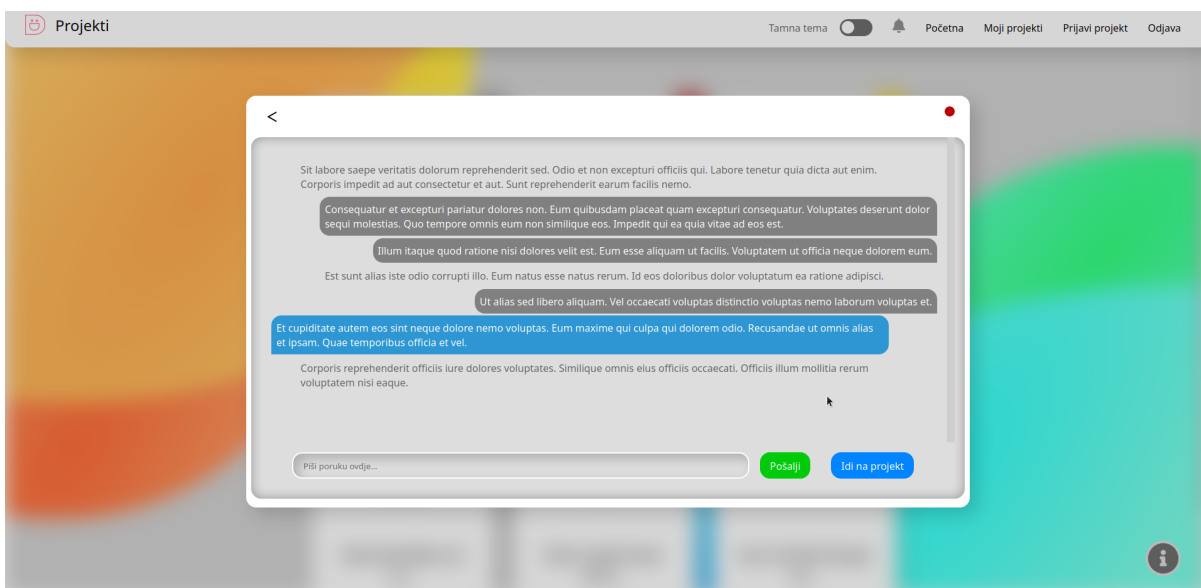 Projekti
Tamna tema
Početna
Moji projekti
Prijavi projekt
Odjava
<
Sit labore saepe veritatis dolorum reprehenderit sed. Odio et non excepturi officiis qui. Labore tenetur quia dicta aut enim.
Corporis impedit ad aut consectetur et aut. Sunt reprehenderit earum facilis nemo.
Consequatur et excepturi pariatur dolores non. Eum quibusdam placeat quam excepturi consequatur. Voluptates deserunt dolor
sequi molestias. Quo tempore omnis eum non similique eos. Impedit qui ea quia vitae ad eos est.
Illum itaque quod ratione nisi dolores velit est. Eum esse aliquam ut facilis. Voluptatem ut officia neque dolorem eum.
Est sunt alias iste odio corrupti illo. Eum natus esse natus rerum. Id eos doloribus dolor voluptatum ea ratione adipisci.
Ut alias sed libero aliquam. Vel occaecati voluptas distinctio voluptas nemo laborum voluptas et.
Et cupiditate autem eos sint neque dolore nemo voluptas. Eum maxime qui culpa qui dolorem odio. Recusandae ut omnis alias
et ipsam. Quae temporibus officia et vel.
Corporis reprehenderit officiis iure dolores voluptates. Similique omnis eius officiis occaecati. Officiis illum mollitia rerum
voluptatem nisi eaque.
Piši poruku ovdje...
Pošalji
Idi na projekt